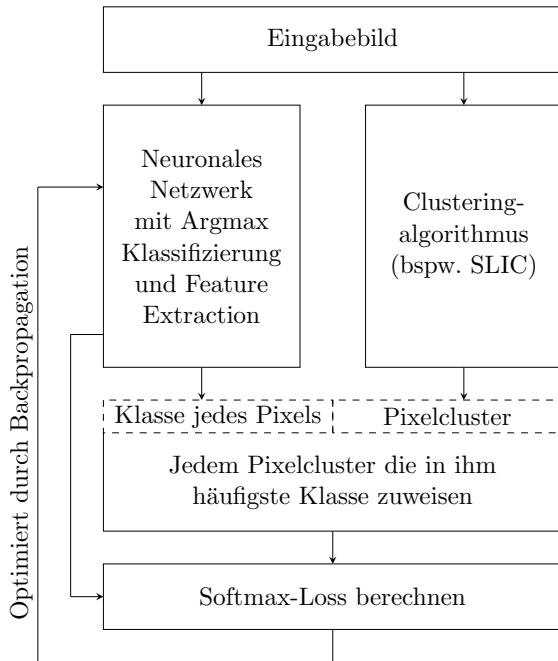 Eingabebild
Neuronales
Netzwerk
mit Argmax
Klassifizierung
und Feature
Extraction
Clustering-
algorithmus
(bspw. SLIC)
Optimiert durch Backpropagation
Klasse jedes Pixels
Pixelcluster
Jedem Pixelcluster die in ihm
häufigste Klasse zuweisen
Softmax-Loss berechnen